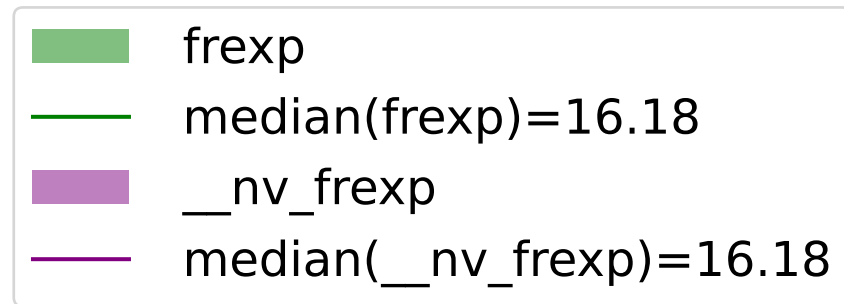 frexp
median(frexp)=16.18
__nv_frexp
median(__nv_frexp)=16.18